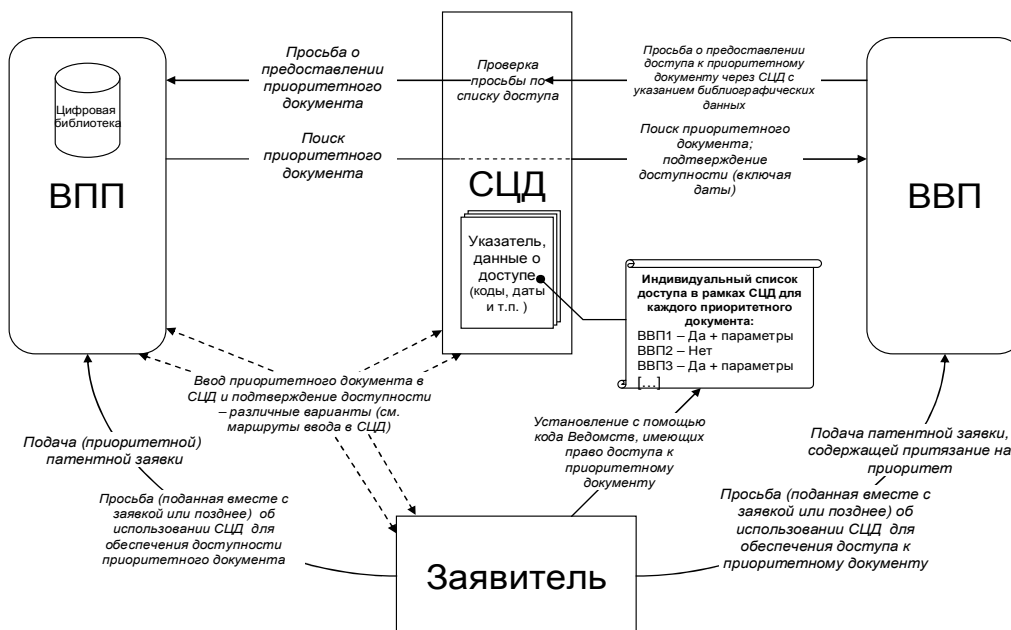 Просьба о
предоставлении
приоритетного
документа
Цифровая
библиотека
Поиск
приоритетного
документа
ВПП
Проверка
просьбы по
списку доступа
СЦД
Указатель,
данные о
доступе
(коды, даты
и т.п. )
Просьба о предоставлении
доступа к приоритетному
документу через СЦД с
указанием библиографических
данных
Поиск приоритетного
документа;
подтверждение
доступности (включая
даты)
ВВП
Индивидуальный список
доступа в рамках СЦД для
каждого приоритетного
документа:
ВВП1 – Да + параметры
ВВП2 – Нет
ВВП3 – Да + параметры
[...]
Ввод приоритетного документа в
СЦД и подтверждение доступности
– различные варианты (см.
маршруты ввода в СЦД)
Подача (приоритетной)
патентной заявки
Просьба (поданная вместе с
заявкой или позднее) об
использовании СЦД для
обеспечения доступности
приоритетного документа
Установление с помощью
кода Ведомств, имеющих
право доступа к
приоритетному
документу
Подача патентной заявки,
содержащей притязание на
приоритет
Просьба (поданная вместе с
заявкой или позднее) об
использовании СЦД для
обеспечения доступа к
приоритетному документу
Заявитель